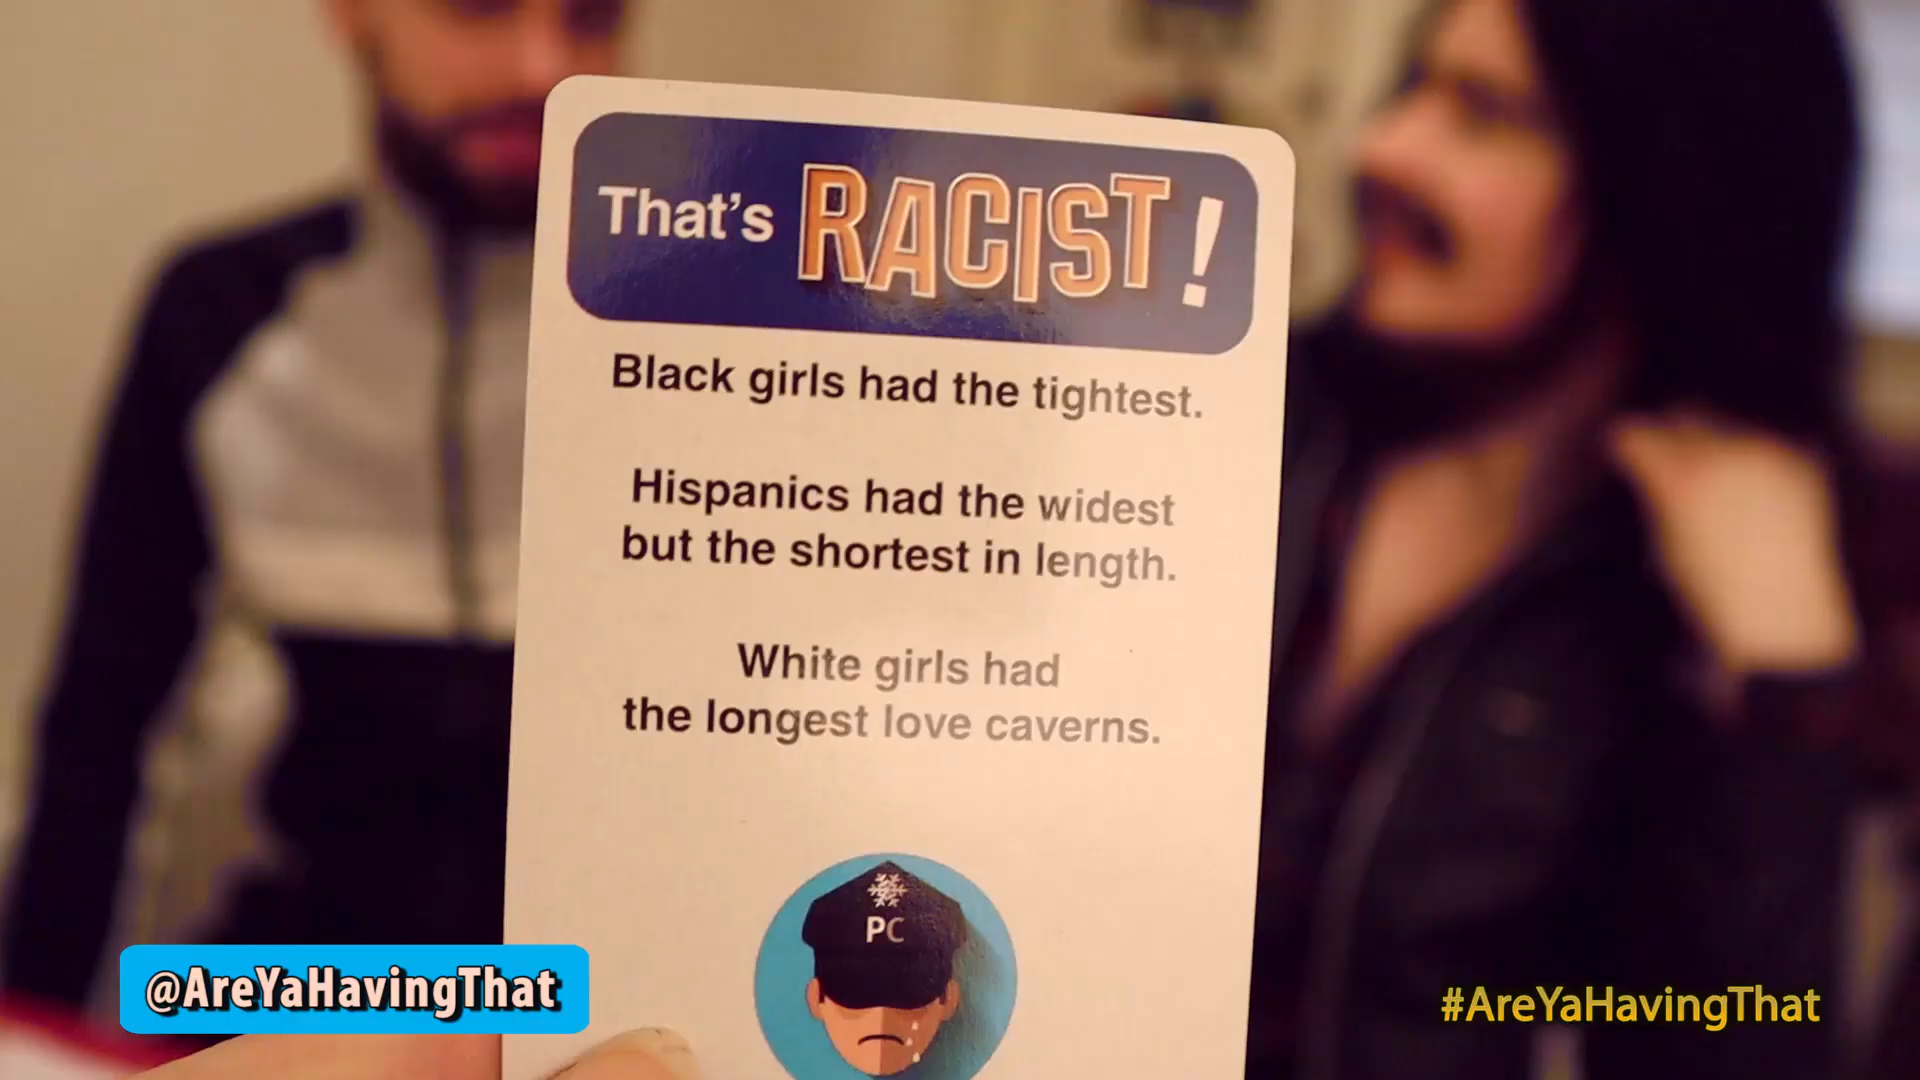 That's RACIST!
Black girls had the tightest.
Hispanics had the widest
but the shortest in length.
White girls had
the longest love caverns.
PC
@AreYaHavingThat
#AreYaHavingThat